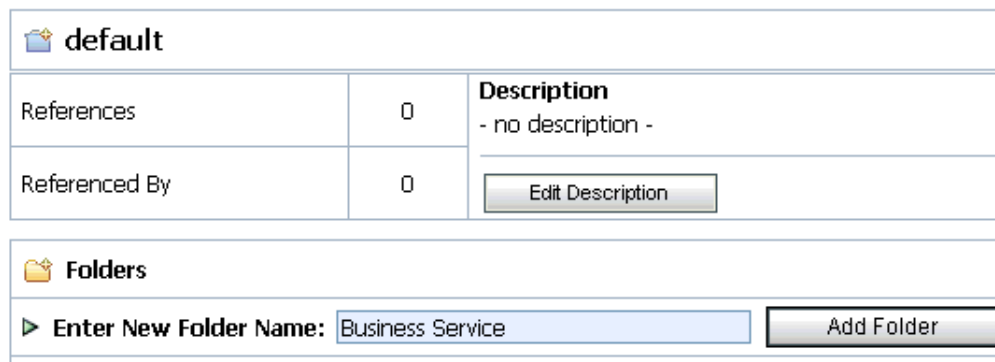 default
References 0
Description
- no description -
Referenced By 0
Edit Description
Folders
Enter New Folder Name: Business Service Add Folder